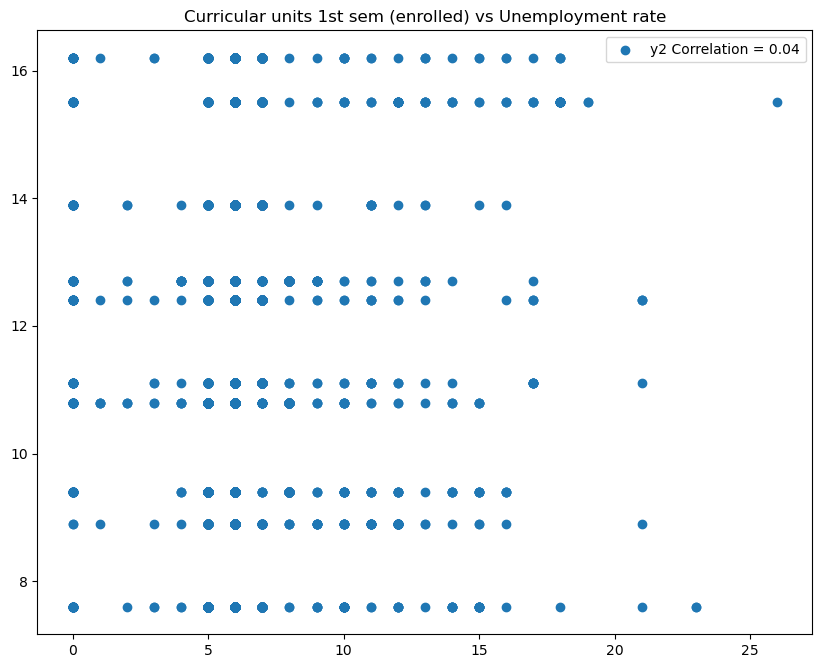 Curricular units 1st sem (enrolled) vs Unemployment rate
y2 Correlation = 0.04
16
14
12
10
8
0 5 10 15 20 25